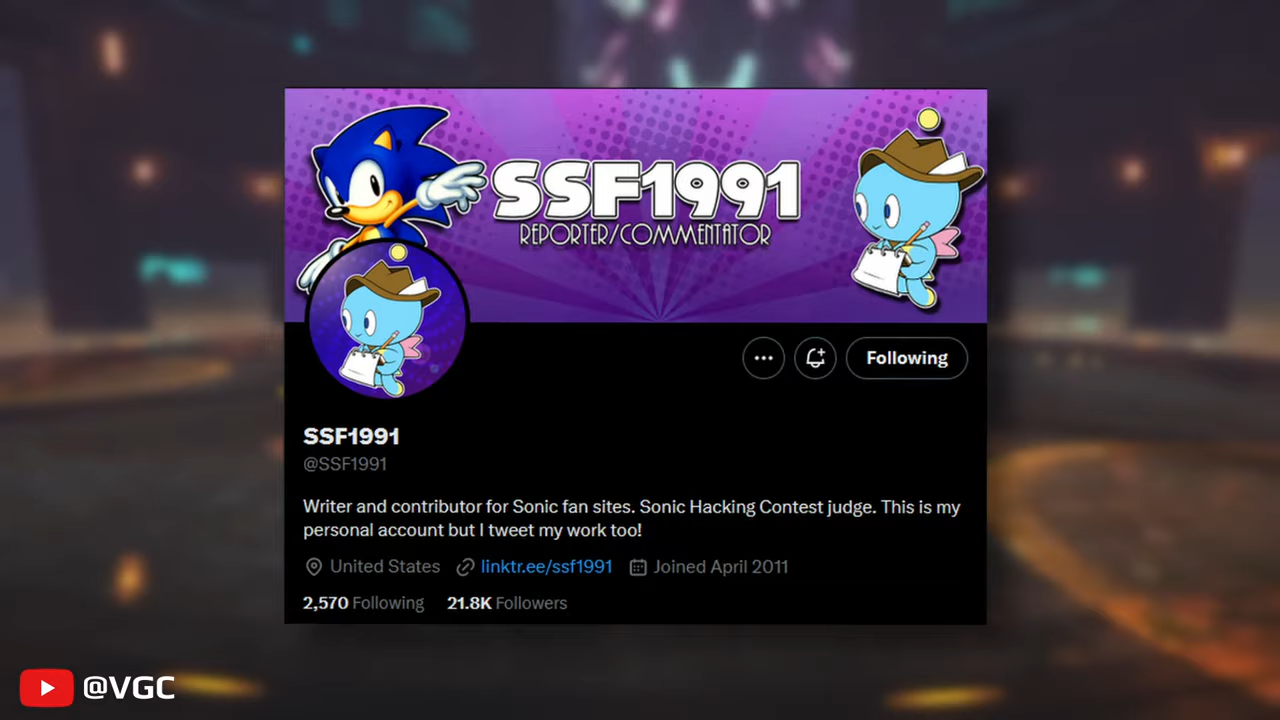 SSF1991
REPORTER/COMMENTATOR
Following
SSF1991
@SSF1991
Writer and contributor for Sonic fan sites. Sonic Hacking Contest judge. This is my
personal account but I tweet my work too!
United States linktr.ee/ssf1991 Joined April 2011
2,570 Following 21.8K Followers
@VGC